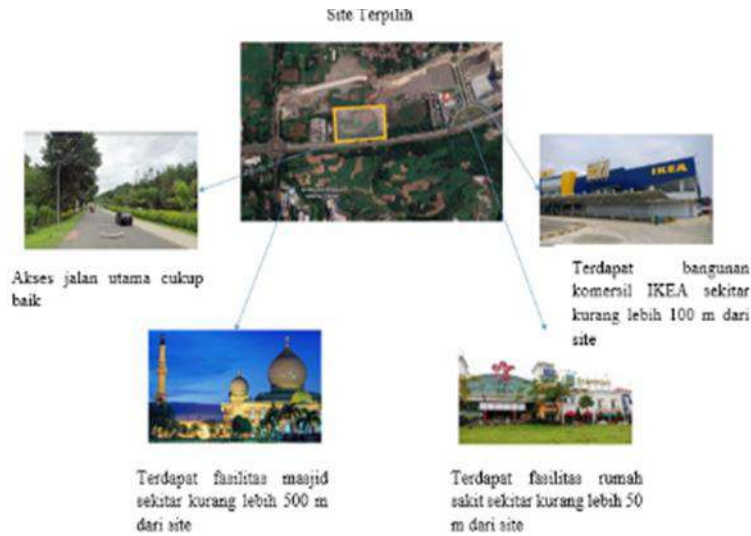 Site Terpilih
IKEA
Akses jalan utama cukup
baik
Terdapat bangunan
komersil IKEA sekitar
kurang lebih 100 m dari
site
Terdapat fasilitas masjid
sekitar kurang lebih 500 m
dari site
Terdapat fasilitas rumah
sakit sekitar kurang lebih 50
m dari site